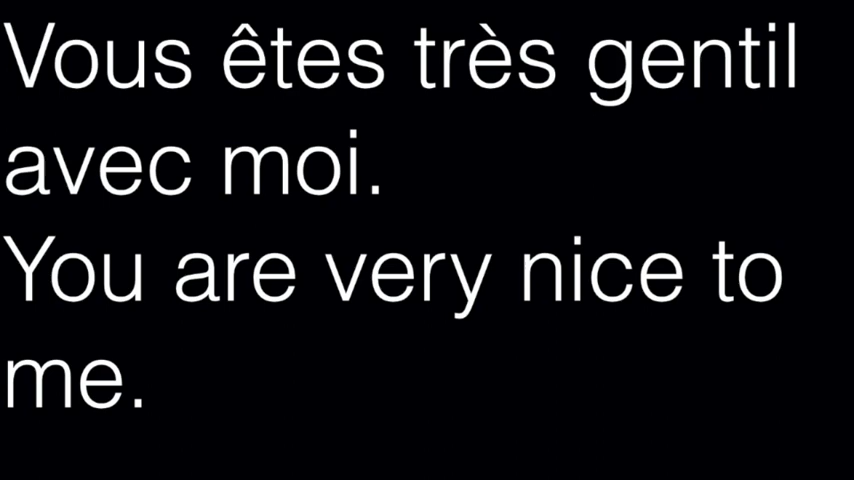 Vous êtes très gentil
avec moi.
You are very nice to
me.